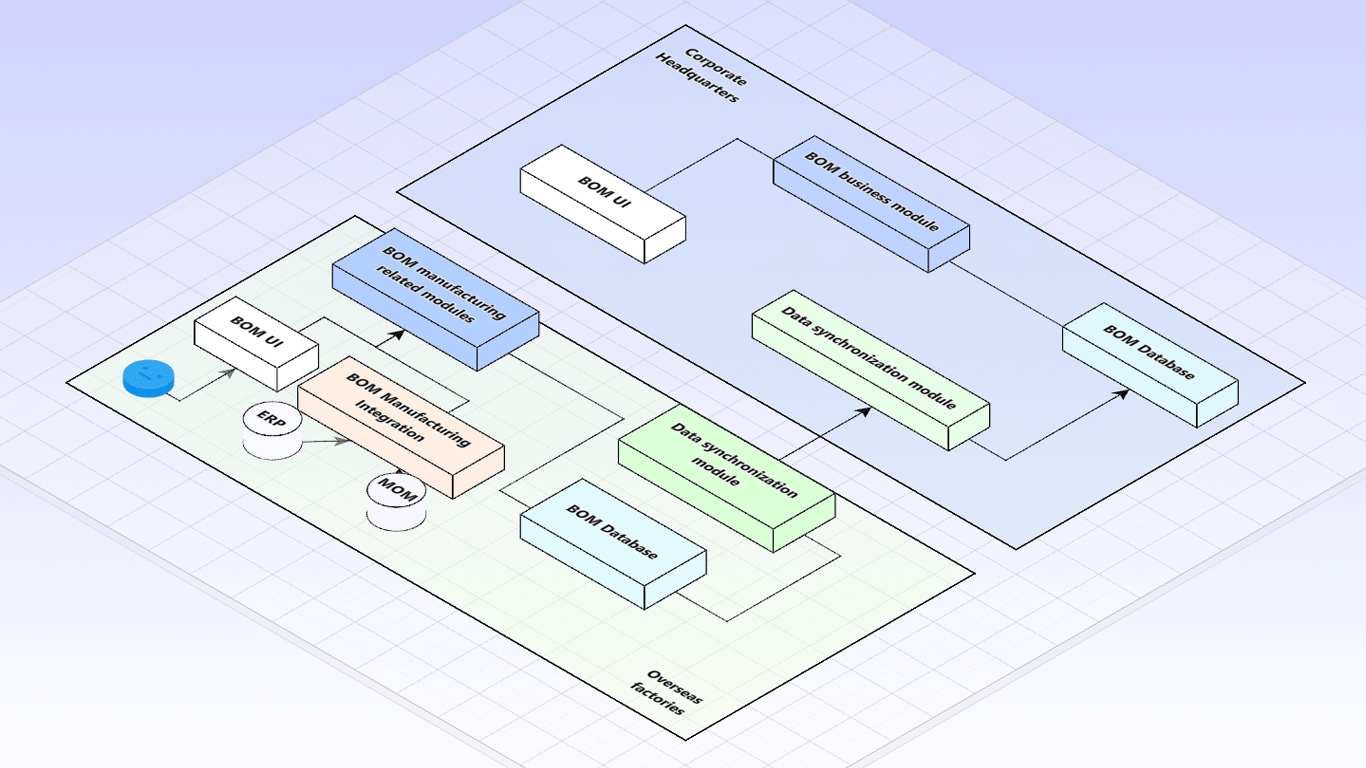 Corporate
Headquarters
BOM UI
BOM business module
Data synchronization module
BOM Database
BOM manufacturing
related modules
BOM UI
BOM Manufacturing
Integration
ERP
MOM
Data synchronization
module
BOM Database
Overseas
factories